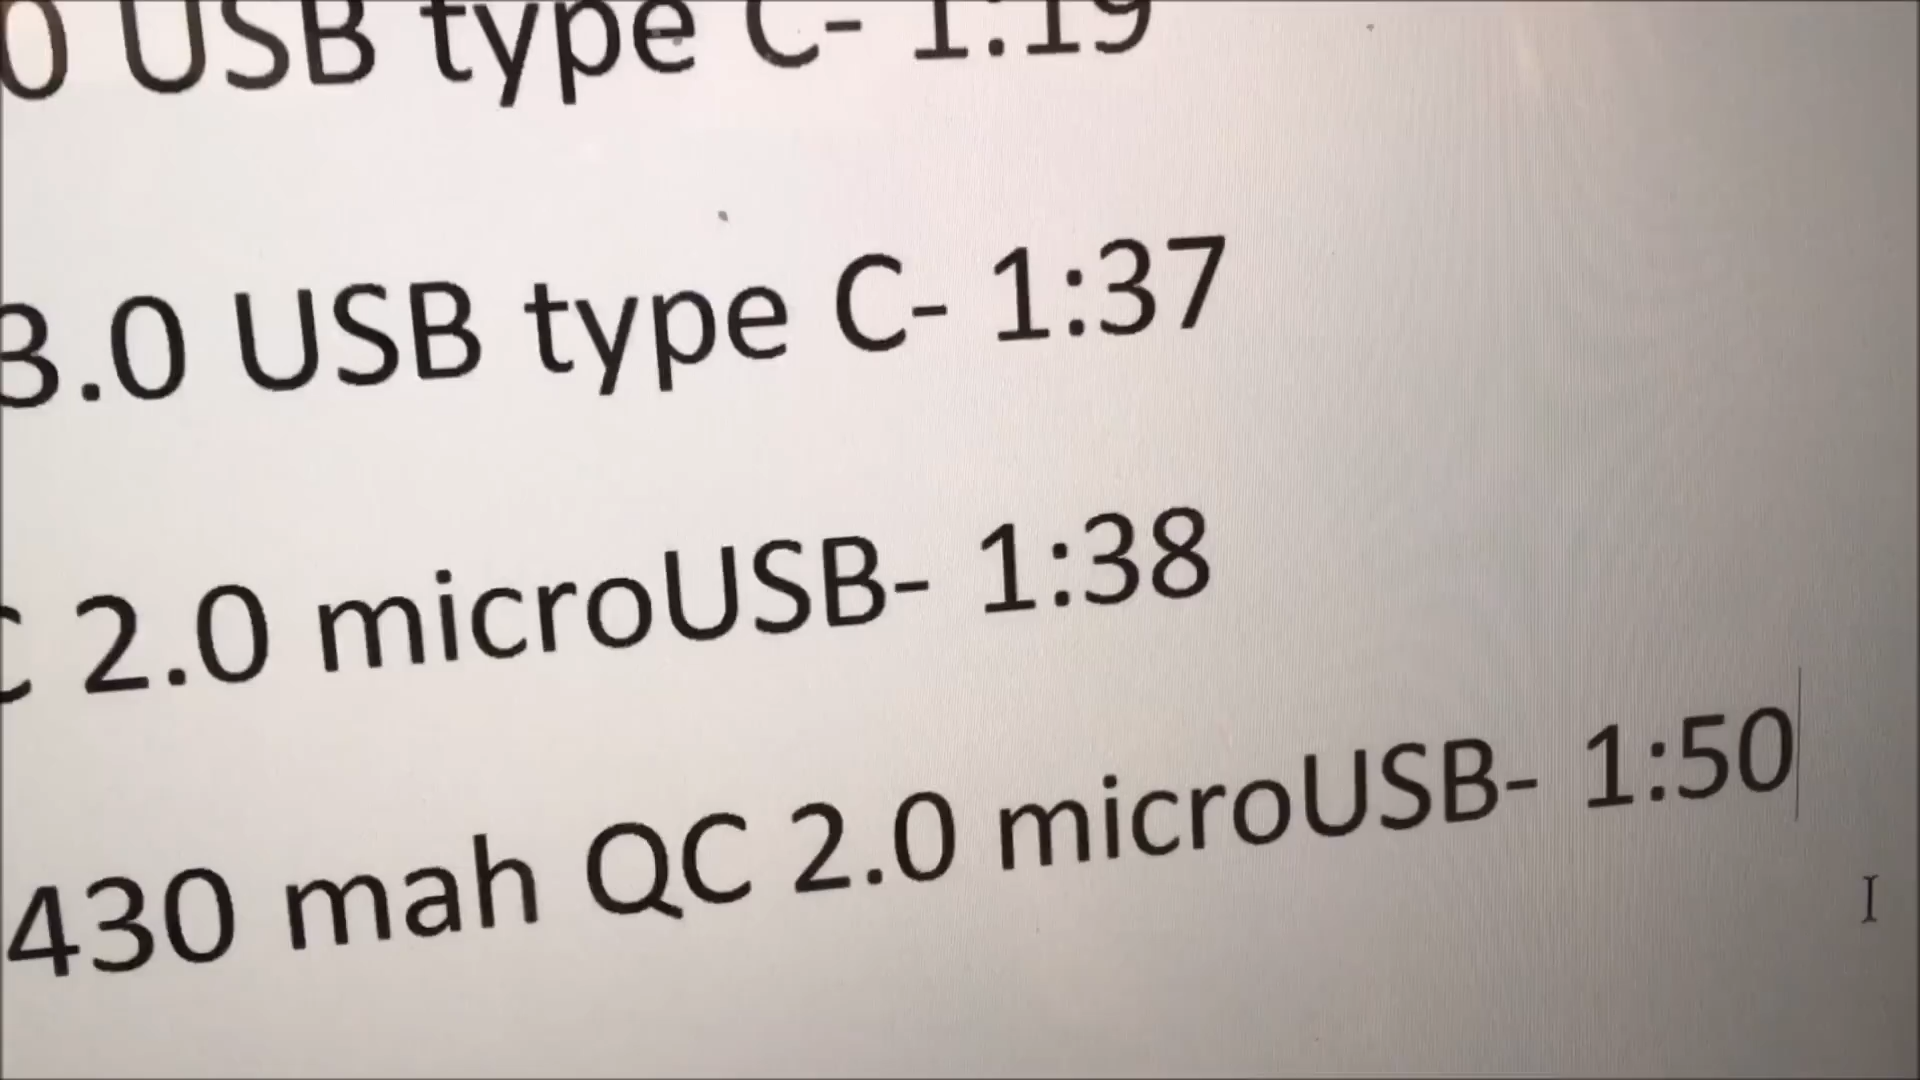 0 USB type C- 1:19
3.0 USB type C- 1:37
C 2.0 microUSB- 1:38
430 mah QC 2.0 microUSB- 1:50